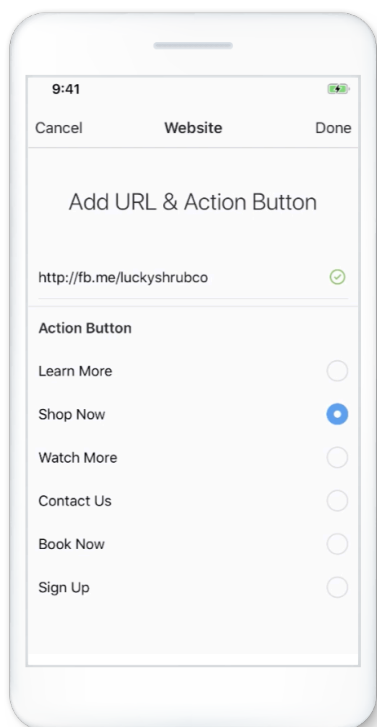 9:41
Cancel Website Done
Add URL & Action Button
http://fb.me/luckyshrubco
Action Button
Learn More
Shop Now
Watch More
Contact Us
Book Now
Sign Up